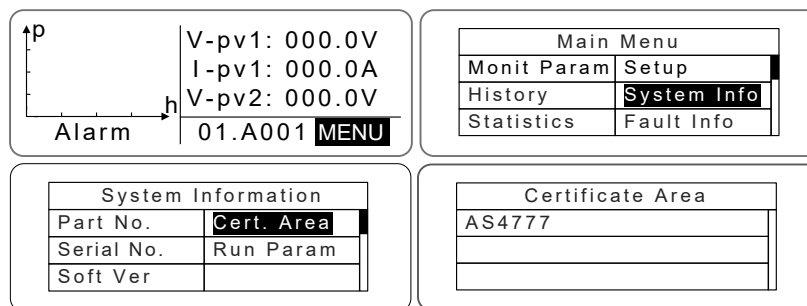 p
V-pv1: 000.0V
I-pv1: 000.0A
h V-pv2: 000.0V
Alarm 01.A001 MENU
Main Menu
Monit Param Setup
History System Info
Statistics Fault Info
System Information
Part No. Cert. Area
Serial No. Run Param
Soft Ver
Certificate Area
AS4777